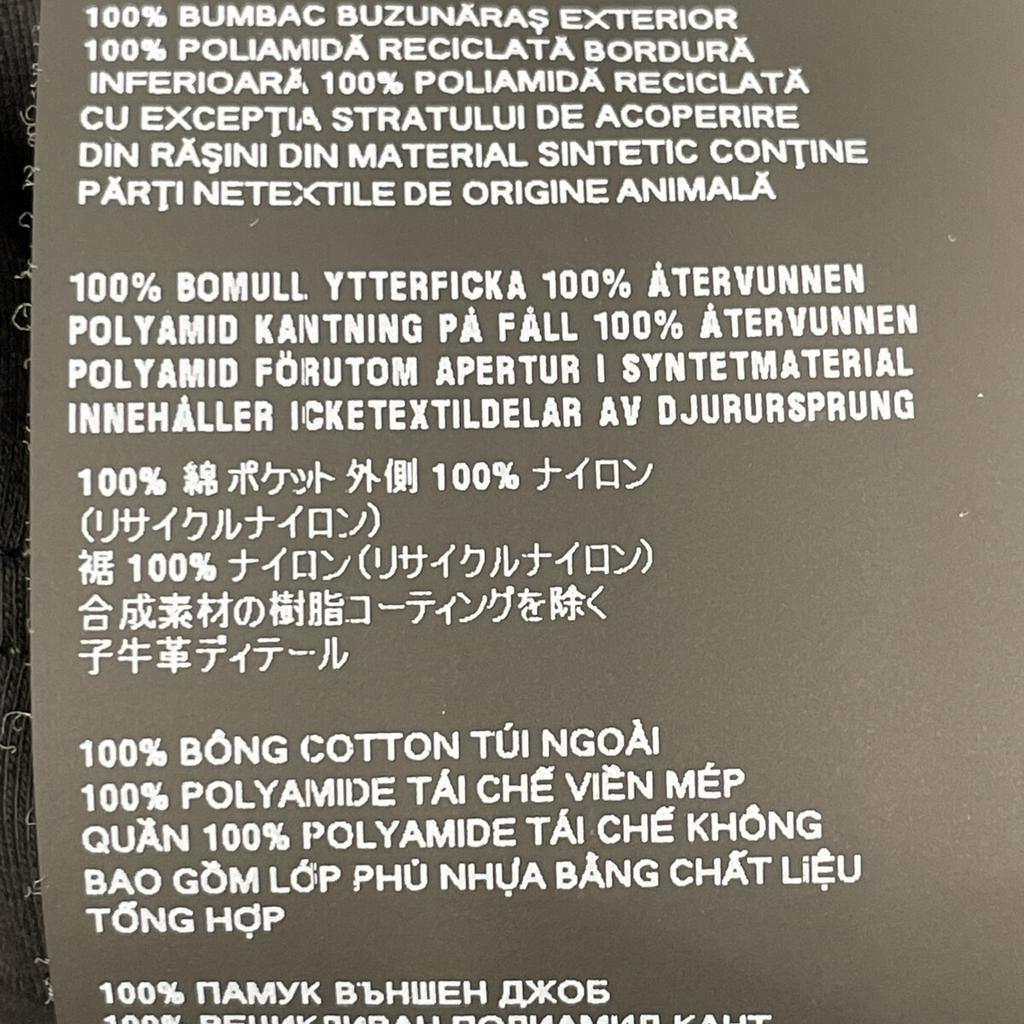 100% BUMBAC BUZUNĂRAȘ EXTERIOR
100% POLIAMIDĂ RECICLATĂ BORDURĂ
INFERIOARĂ 100% POLIAMIDĂ RECICLATĂ
CU EXCEPŢIA STRATULUI DE ACOPERIRE
DIN RĂŞINI DIN MATERIAL SINTETIC CONŢINE
PĂRŢI NETEXTILE DE ORIGINE ANIMALĂ
100% BOMULL YTTERFICKA 100% ÅTERVUNNEN
POLYAMID KANTNING PÅ FÅLL 100% ÅTERVUNNEN
POLYAMID FÖRUTOM APERTUR I SYNTETMATERIAL
INNEHÅLLER ICKETEXTILDELAR AV DJURURSPRUNG
100% 綿 ポケット 外側 100% ナイロン
(リサイクルナイロン)
裾 100% ナイロン(リサイクルナイロン)
合成素材の樹脂コーティングを除く
子牛革ディテール
100% BÔNG COTTON TÚI NGOÀI
100% POLYAMIDE TÁI CHẾ VIỀN MÉP
QUẦN 100% POLYAMIDE TÁI CHẾ KHÔNG
BAO GỒM LỚP PHỦ NHỰA BẰNG CHẤT LIỆU
TỔNG HỢP
100% ПАМУК ВЪНШЕН ДЖОБ
100% РЕЦИКЛИРАН ПОЛИАМИД КАНТ